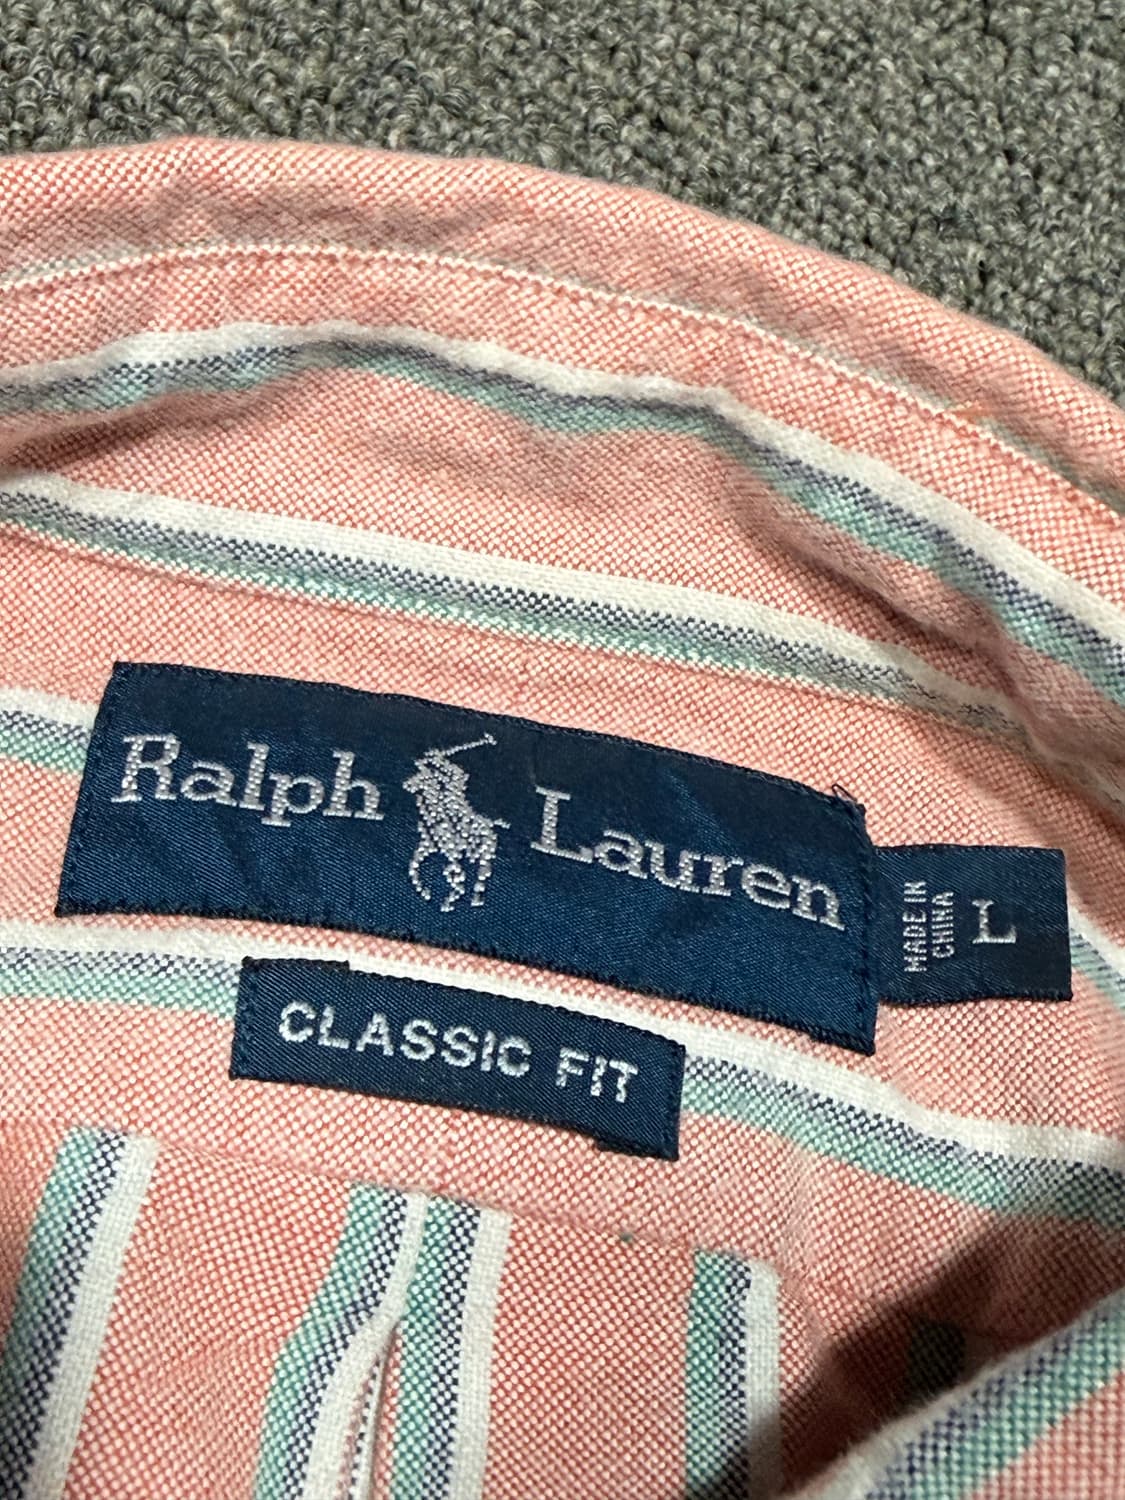 Ralph Lauren
MADE IN
CHINA
L
CLASSIC FIT